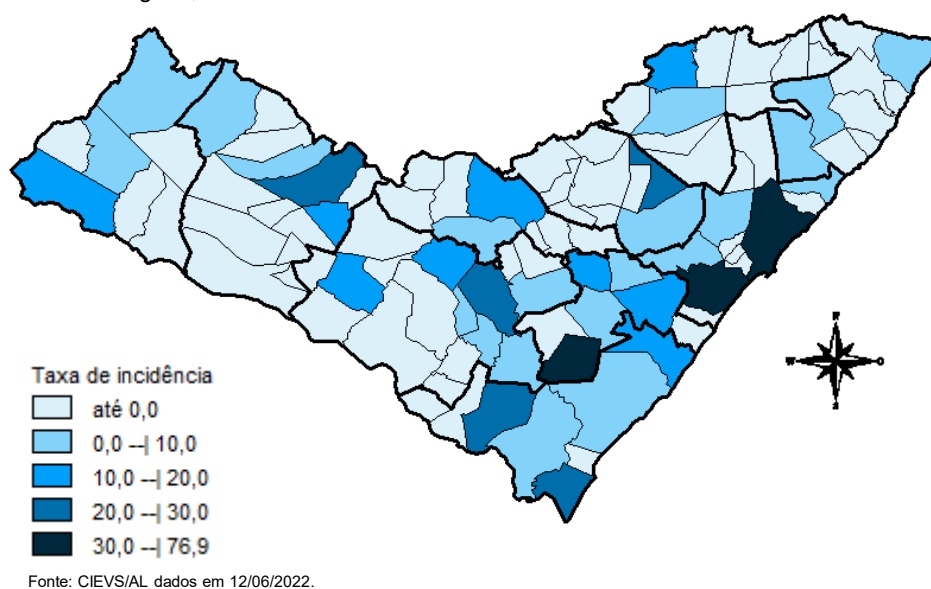 Taxa de incidência
até 0,0
0,0 --| 10,0
10,0 --| 20,0
20,0 --| 30,0
30,0 --| 76,9
N
W
O
S
Fonte: CIEVS/AL dados em 12/06/2022.